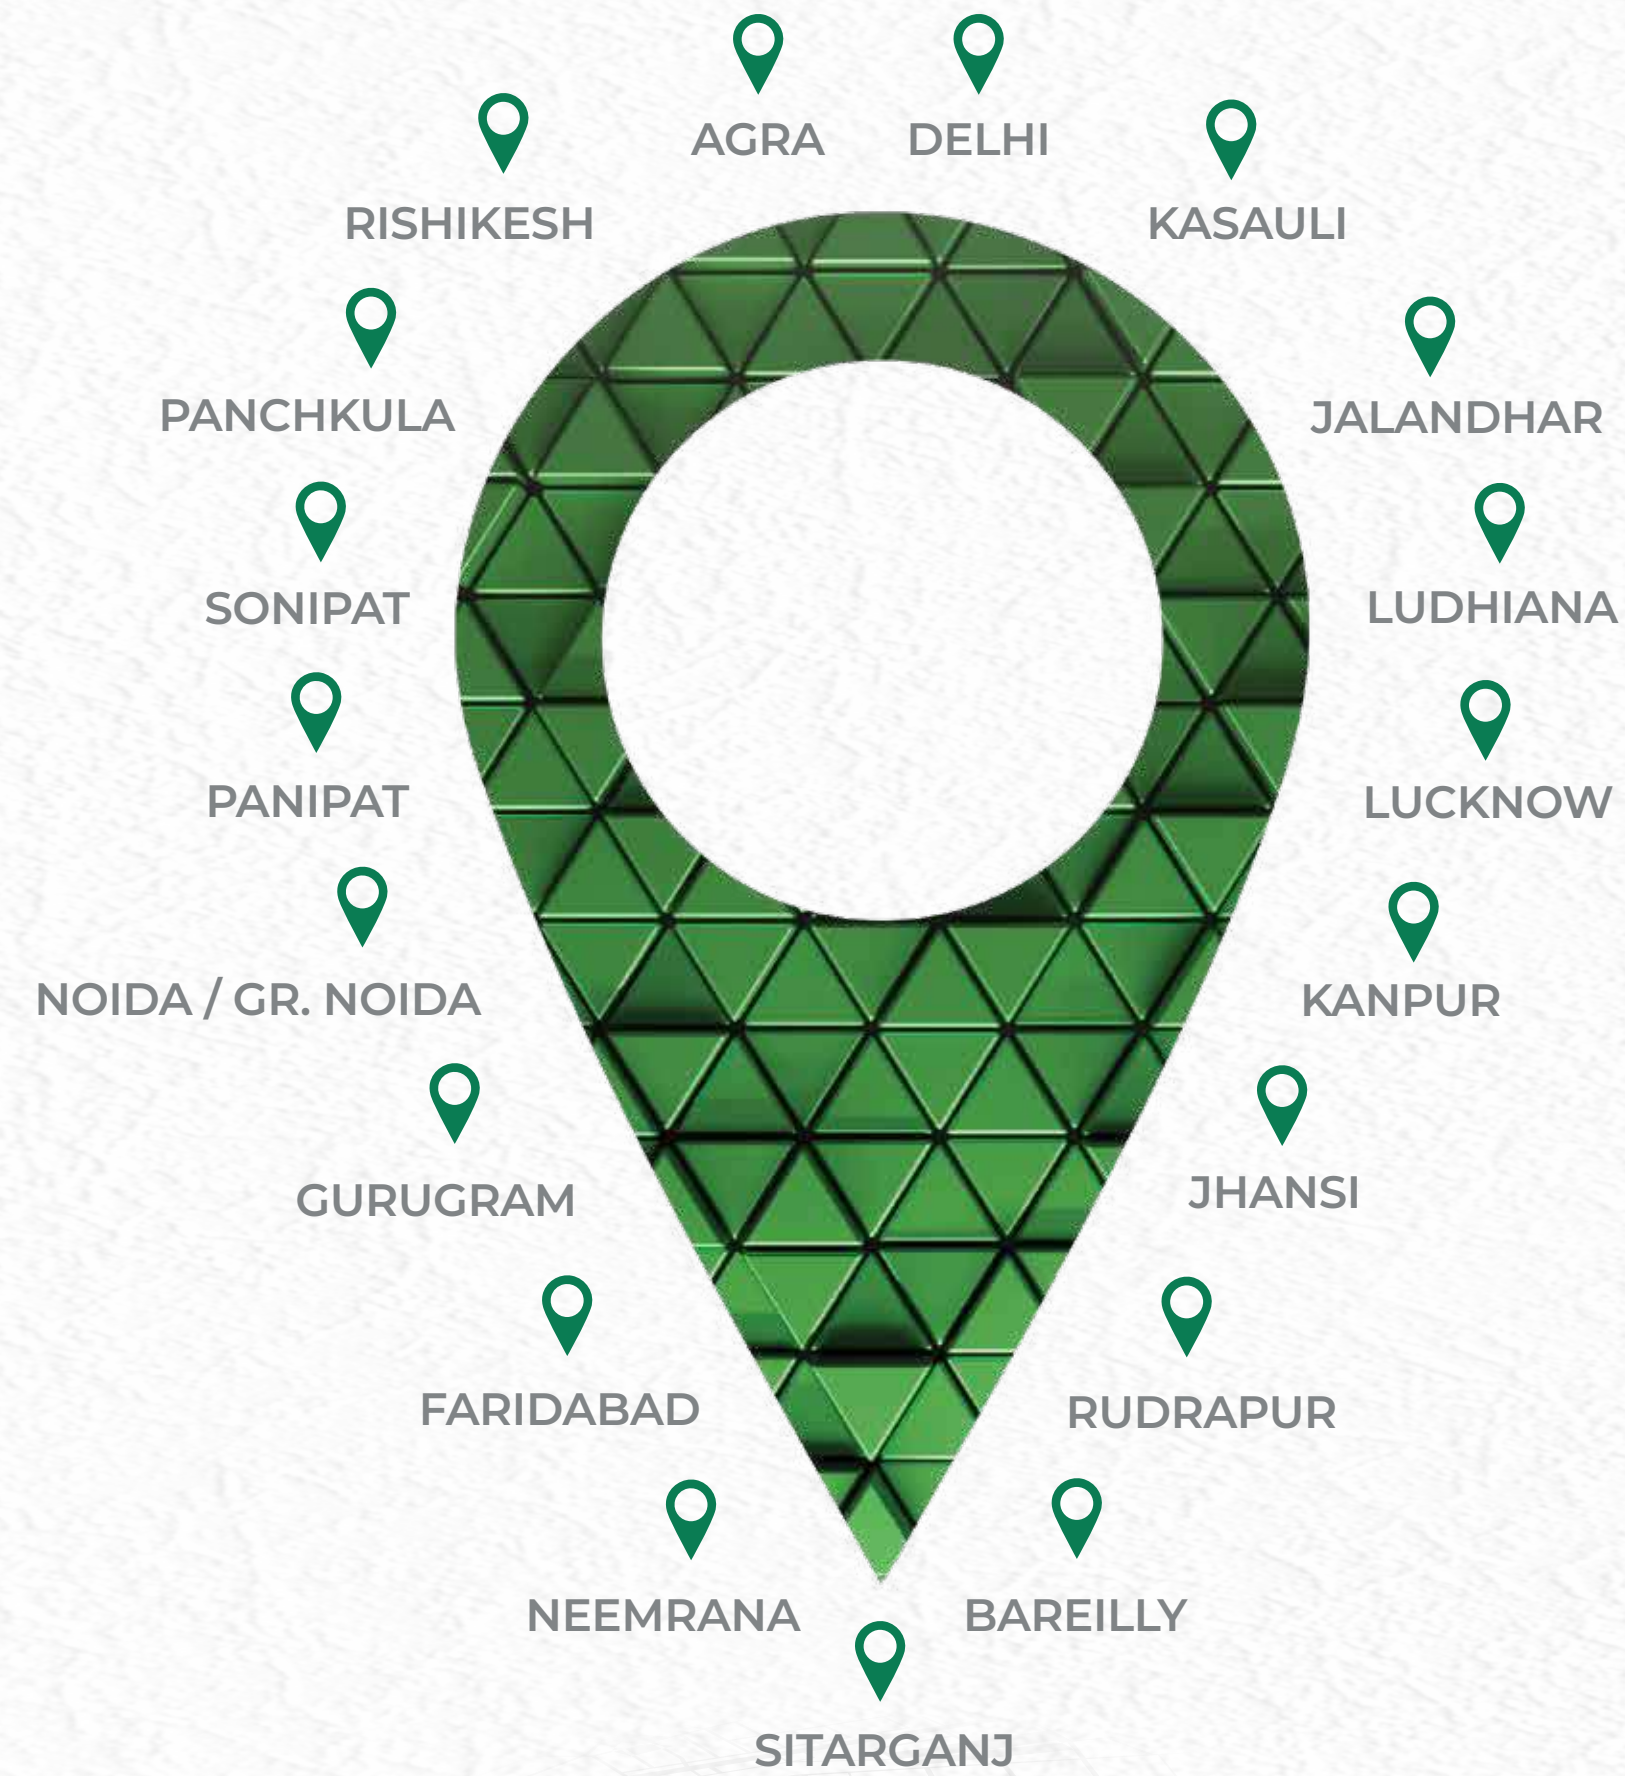 AGRA
DELHI
RISHIKESH
KASAULI
PANCHKULA
JALANDHAR
SONIPAT
LUDHIANA
PANIPAT
LUCKNOW
NOIDA / GR. NOIDA
KANPUR
GURUGRAM
JHANSI
FARIDABAD
RUDRAPUR
NEEMRANA
BAREILLY
SITARGANJ